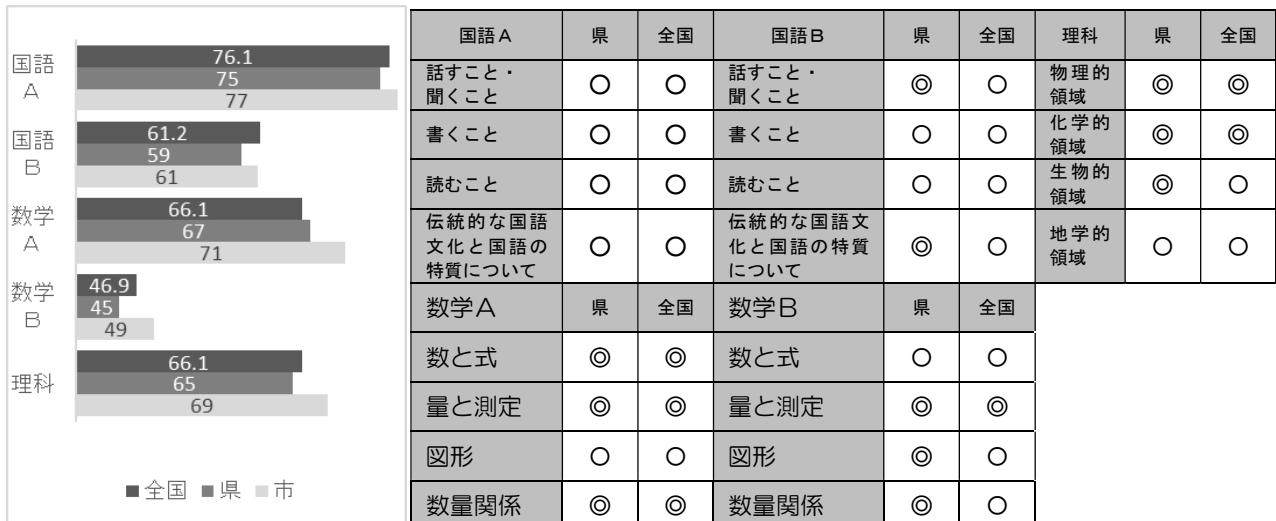 国語
A
76.1
75
77
国語
B
61.2
59
61
数学
A
66.1
67
71
数学
B
46.9
45
49
理科
66.1
65
69
■全国 ■県 ■市
国語A 県 全国 国語B 県 全国 理科 県 全国
話すこと・
聞くこと ○ ○ 話すこと・
聞くこと ◎ ○ 物理的
領域 ◎ ◎
書くこと ○ ○ 書くこと ○ ○ 化学的
領域 ◎ ◎
読むこと ○ ○ 読むこと ○ ○ 生物的
領域 ◎ ○
伝統的な国語
文化と国語の
特質について ○ ○ 伝統的な国語文
化と国語の特質
について ◎ ○ 地学的
領域 ○ ○
数学A 県 全国 数学B 県 全国
数と式 ◎ ◎ 数と式 ○ ○
量と測定 ◎ ◎ 量と測定 ◎ ◎
図形 ○ ○ 図形 ◎ ○
数量関係 ◎ ◎ 数量関係 ◎ ○